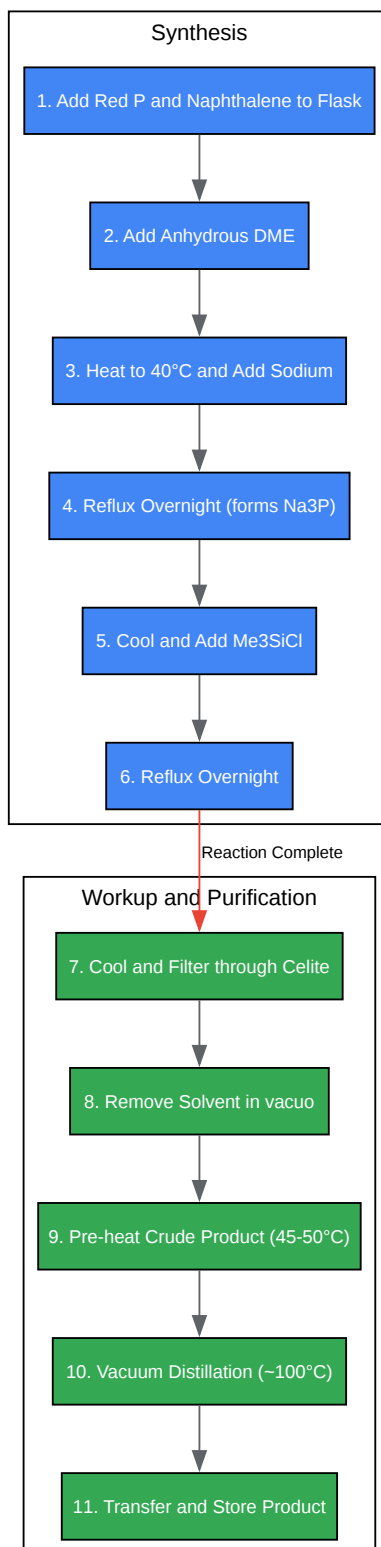 Synthesis
1. Add Red P and Naphthalene to Flask
2. Add Anhydrous DME
3. Heat to 40°C and Add Sodium
4. Reflux Overnight (forms Na3P)
5. Cool and Add Me3SiCl
6. Reflux Overnight
Reaction Complete
Workup and Purification
7. Cool and Filter through Celite
8. Remove Solvent in vacuo
9. Pre-heat Crude Product (45-50°C)
10. Vacuum Distillation (~100°C)
11. Transfer and Store Product